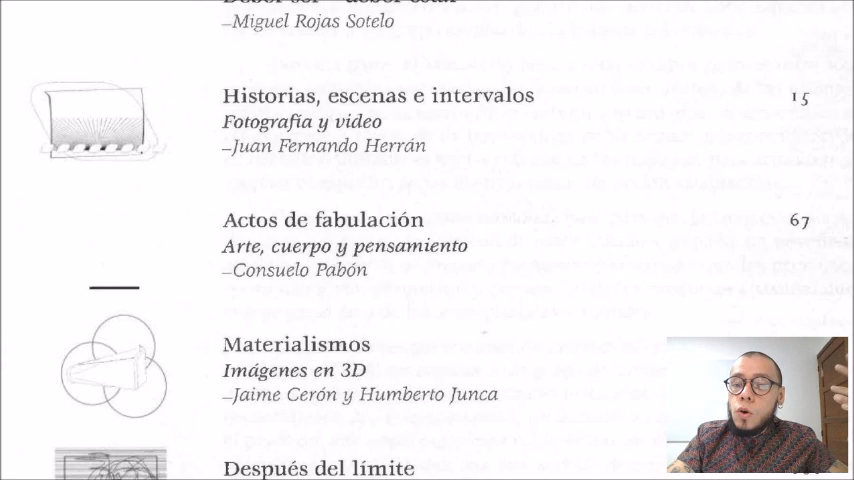 –Miguel Rojas Sotelo
Historias, escenas e intervalos 15
Fotografía y video
–Juan Fernando Herrán
Actos de fabulación 67
Arte, cuerpo y pensamiento
–Consuelo Pabón
Materialismos
Imágenes en 3D
–Jaime Cerón y Humberto Junca
Después del límite